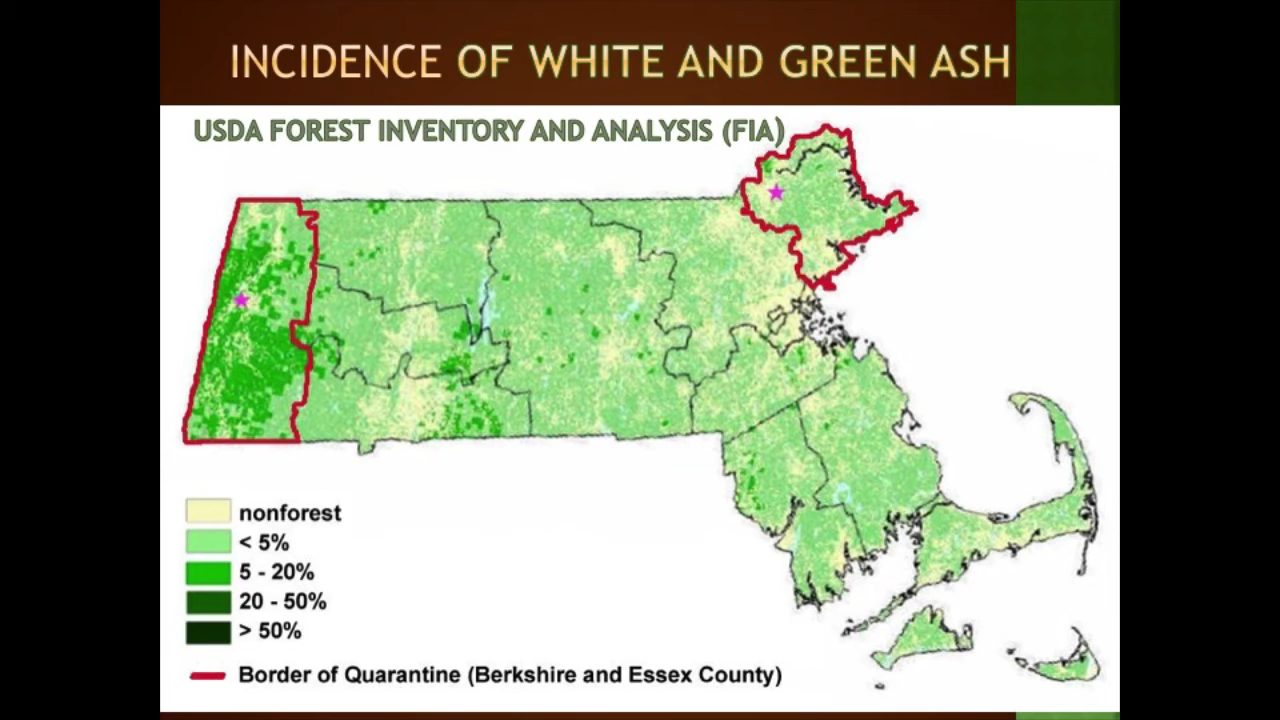 INCIDENCE OF WHITE AND GREEN ASH
USDA FOREST INVENTORY AND ANALYSIS (FIA)
nonforest
< 5%
5 - 20%
20 - 50%
> 50%
Border of Quarantine (Berkshire and Essex County)